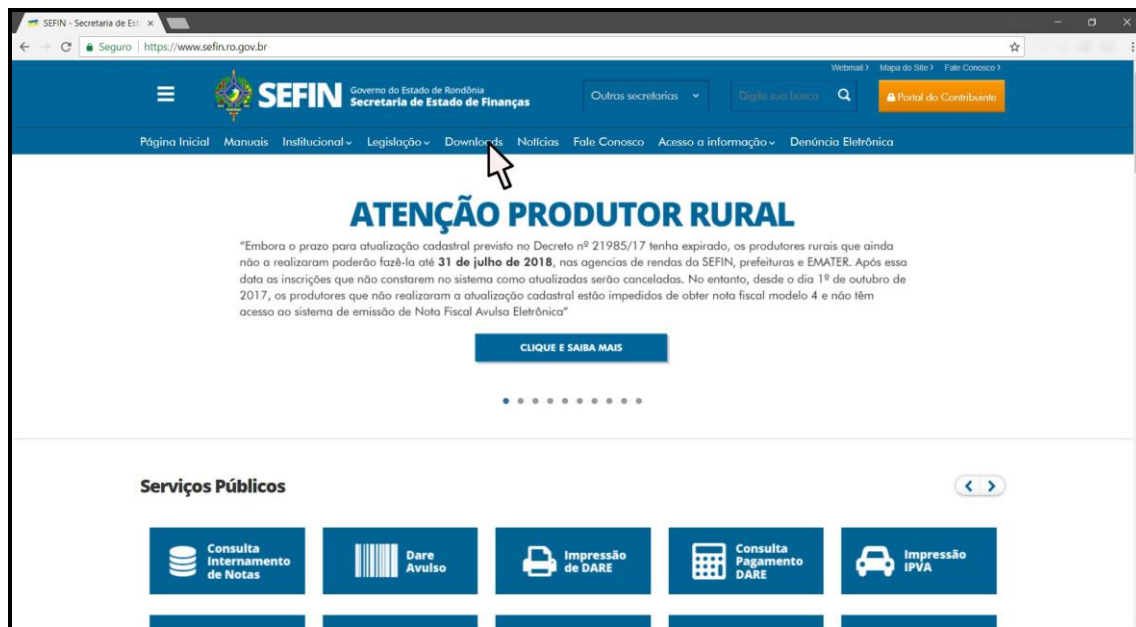 SEFIN - Secretaria de Est
Seguro | https://www.sefin.ro.gov.br
Webmail Mapa do Site Fale Conosco
SEFIN
Governo do Estado de Rondônia
Secretaria de Estado de Finanças
Outras secretarias
Digite sua busca
Portal do Contribuinte
Página Inicial Manuais Institucional Legislação Downloads Notícias Fale Conosco Acesso a informação Denúncia Eletrônica
ATENÇÃO PRODUTOR RURAL
"Embora o prazo para atualização cadastral previsto no Decreto nº 21985/17 tenha expirado, os produtores rurais que ainda
não a realizaram poderão fazê-la até 31 de julho de 2018, nas agencias de rendas da SEFIN, prefeituras e EMATER. Após essa
data as inscrições que não constarem no sistema como atualizadas serão canceladas. No entanto, desde o dia 1º de outubro de
2017, os produtores que não realizaram a atualização cadastral estão impedidos de obter nota fiscal modelo 4 e não têm
acesso ao sistema de emissão de Nota Fiscal Avulsa Eletrônica"
CLIQUE E SAIBA MAIS
Serviços Públicos
Consulta
Internamento
de Notas
Dare
Avulso
Impressão
de DARE
Consulta
Pagamento
DARE
Impressão
IPVA